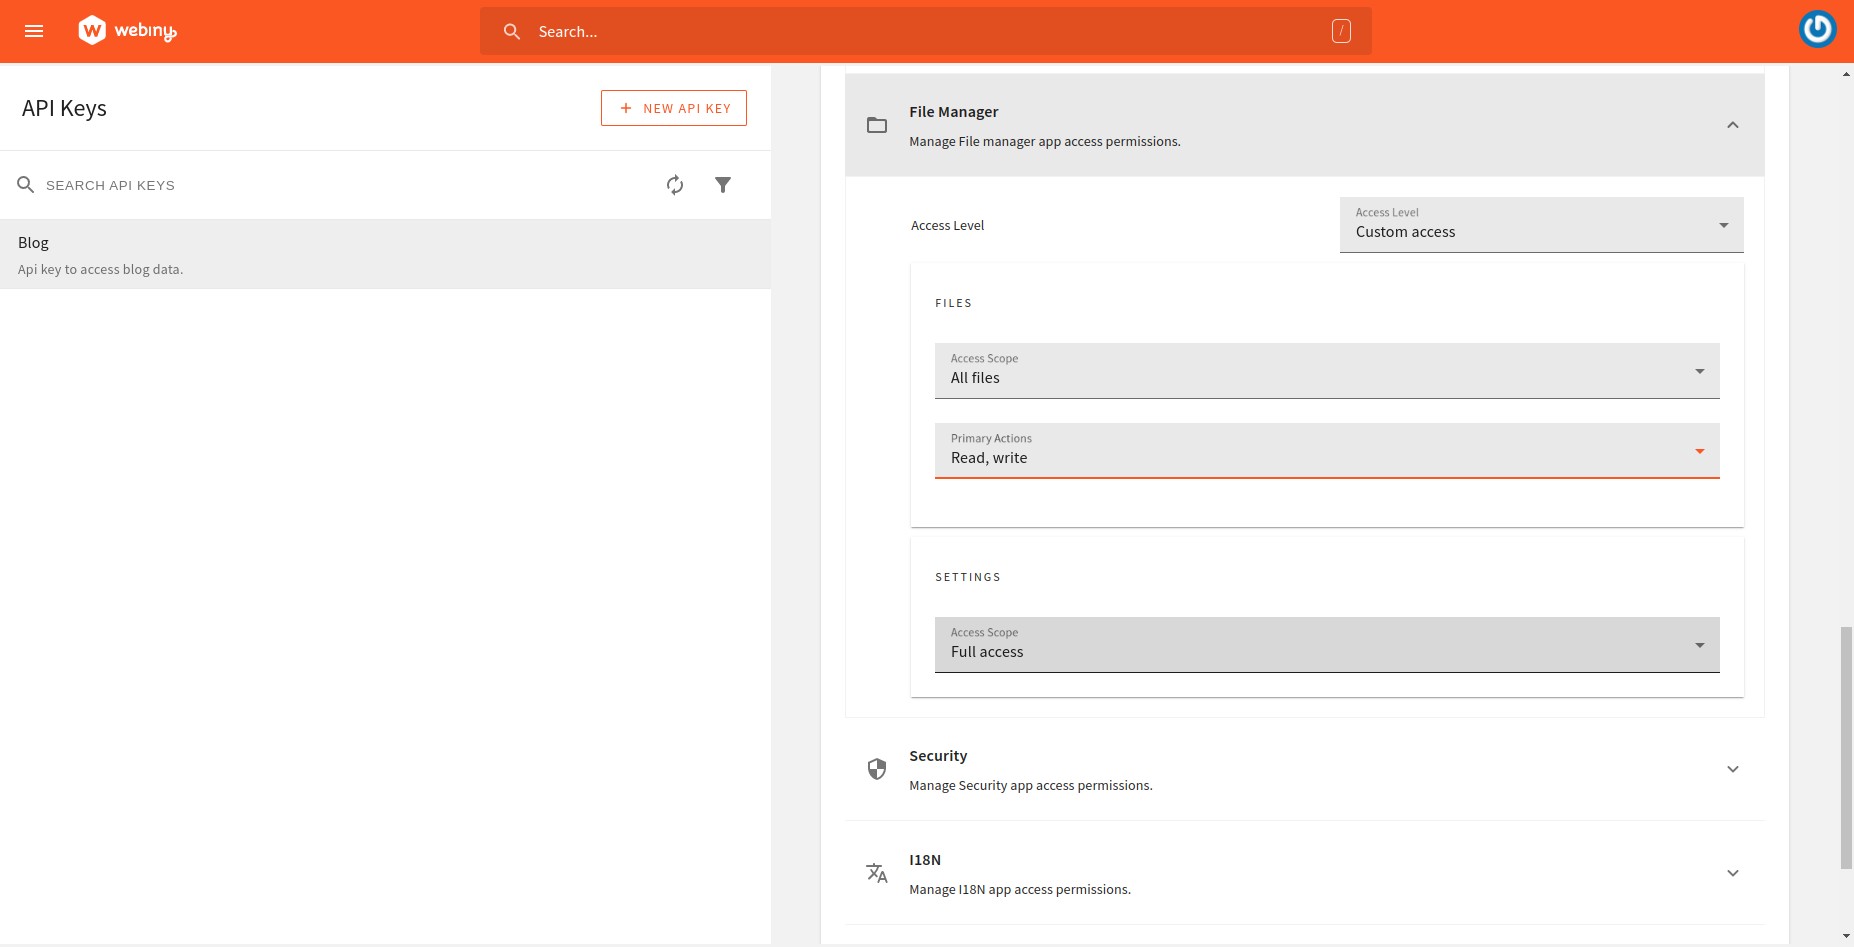 webiny
Search...
/
API Keys
+ NEW API KEY
SEARCH API KEYS
Blog
Api key to access blog data.
File Manager
Manage File manager app access permissions.
Access Level
Access Level
Custom access
FILES
Access Scope
All files
Primary Actions
Read, write
SETTINGS
Access Scope
Full access
Security
Manage Security app access permissions.
I18N
Manage I18N app access permissions.